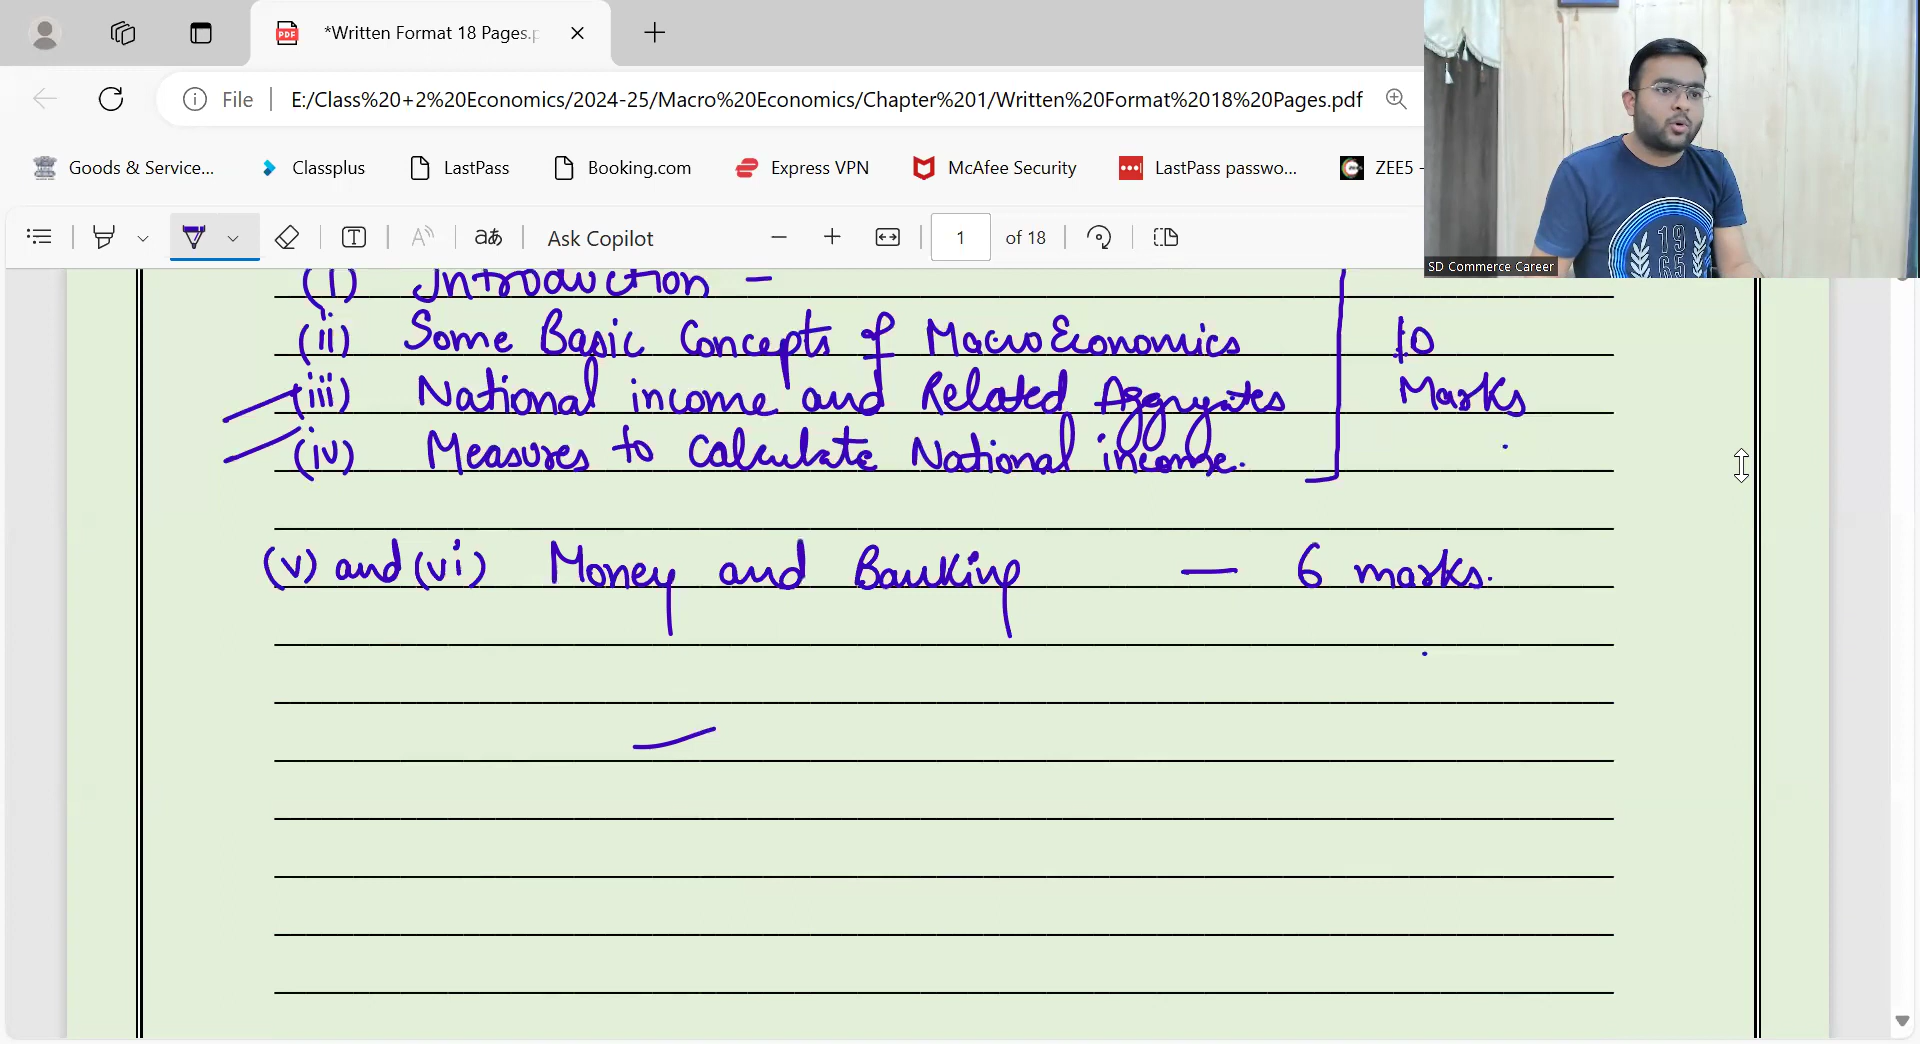 *Written Format 18 Pages.p
File
E:/Class%20+2%20Economics/2024-25/Macro%20Economics/Chapter%201/Written%20Format%2018%20Pages.pdf
Goods & Service...
Classplus
LastPass
Booking.com
Express VPN
McAfee Security
LastPass passwo...
ZEE5 -
Ask Copilot
1
of 18
SD Commerce Career
1965
(i) Introduction -
(ii) Some Basic Concepts of MacroEconomics
10
(iii) National income and Related Aggregates
Marks
(iv) Measures to Calculate National income.
(v) and (vi) Money and Banking — 6 marks.